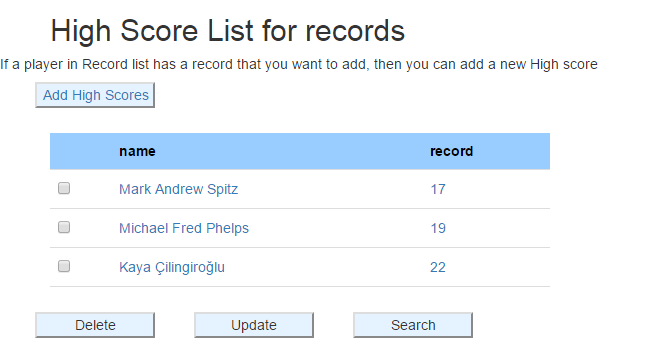 High Score List for records
If a player in Record list has a record that you want to add, then you can add a new High score
Add High Scores
name record
Mark Andrew Spitz 17
Michael Fred Phelps 19
Kaya Çilingiroğlu 22
Delete Update Search